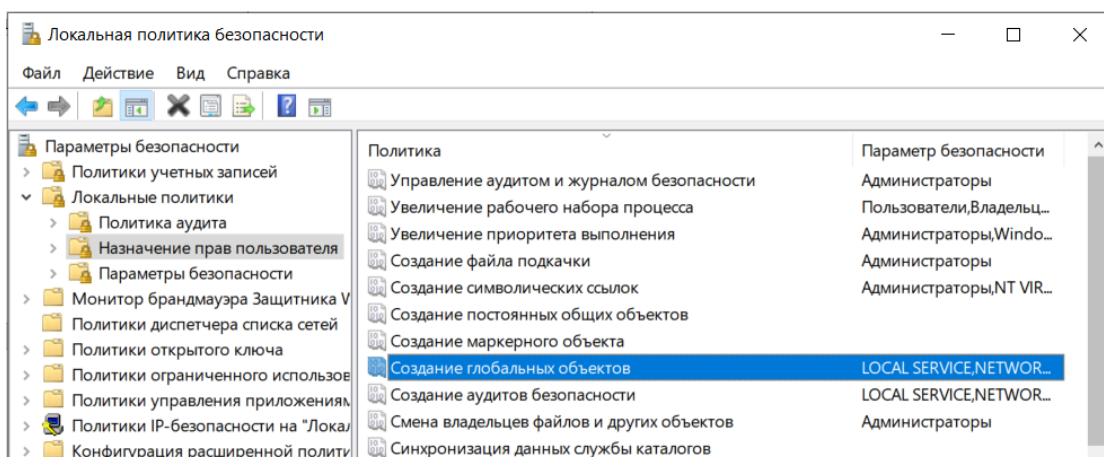 Локальная политика безопасности
Файл Действие Вид Справка
Параметры безопасности
Политики учетных записей
Локальные политики
Политика аудита
Назначение прав пользователя
Параметры безопасности
Монитор брандмауэра Защитника
Политики диспетчера списка сетей
Политики открытого ключа
Политики ограниченного использов
Политики управления приложениям
Политики IP-безопасности на "Локал
Конфигурация расширенной полити
Политика Параметр безопасности
Управление аудитом и журналом безопасности Администраторы
Увеличение рабочего набора процесса Пользователи,Владельц...
Увеличение приоритета выполнения Администраторы,Windo...
Создание файла подкачки Администраторы
Создание символических ссылок Администраторы,NT VIR...
Создание постоянных общих объектов
Создание маркерного объекта
Создание глобальных объектов LOCAL SERVICE,NETWOR...
Создание аудитов безопасности LOCAL SERVICE,NETWOR...
Смена владельцев файлов и других объектов Администраторы
Синхронизация данных службы каталогов